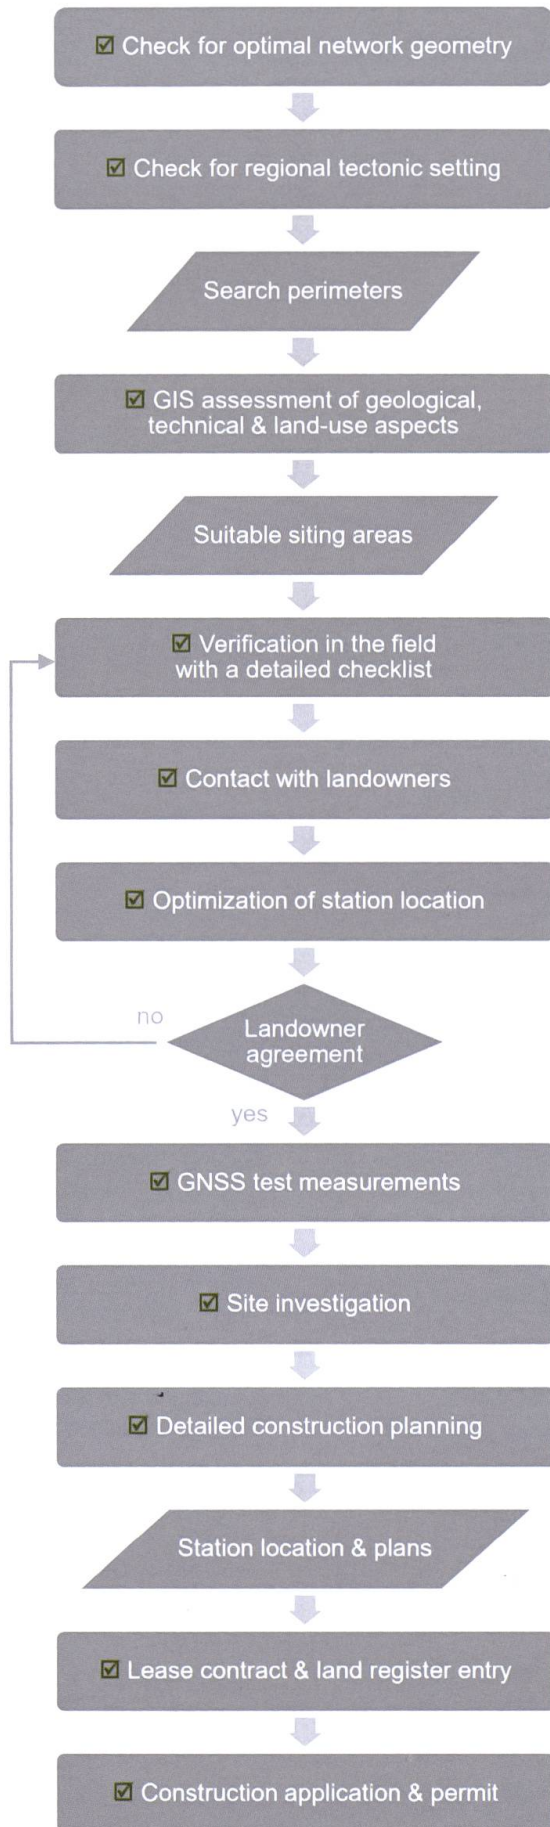 ☑ Check for optimal network geometry
☑ Check for regional tectonic setting
Search perimeters
☑ GIS assessment of geological,
technical & land-use aspects
Suitable siting areas
☑ Verification in the field
with a detailed checklist
☑ Contact with landowners
☑ Optimization of station location
no
Landowner
agreement
yes
☑ GNSS test measurements
☑ Site investigation
☑ Detailed construction planning
Station location & plans
☑ Lease contract & land register entry
☑ Construction application & permit